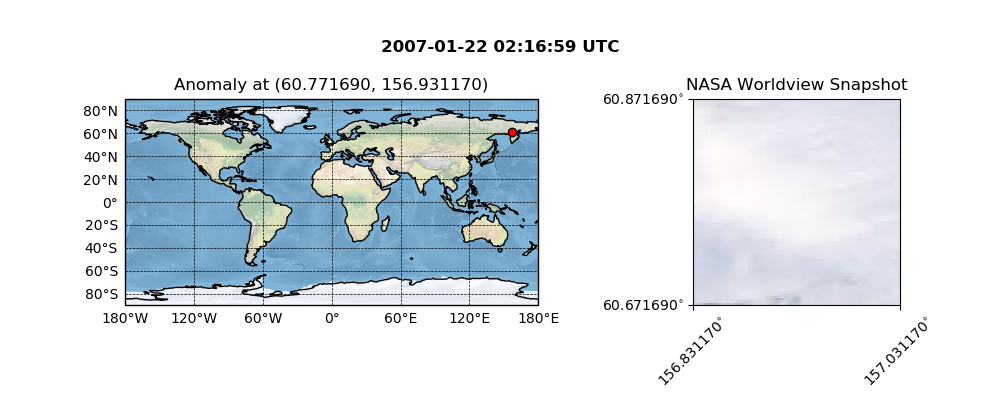 2007-01-22 02:16:59 UTC
Anomaly at (60.771690, 156.931170)
80°N
60°N
40°N
20°N
0°
20°S
40°S
60°S
80°S
180°W 120°W 60°W 0° 60°E 120°E 180°E
NASA Worldview Snapshot
60.871690°
60.671690°
156.831170°
157.031170°